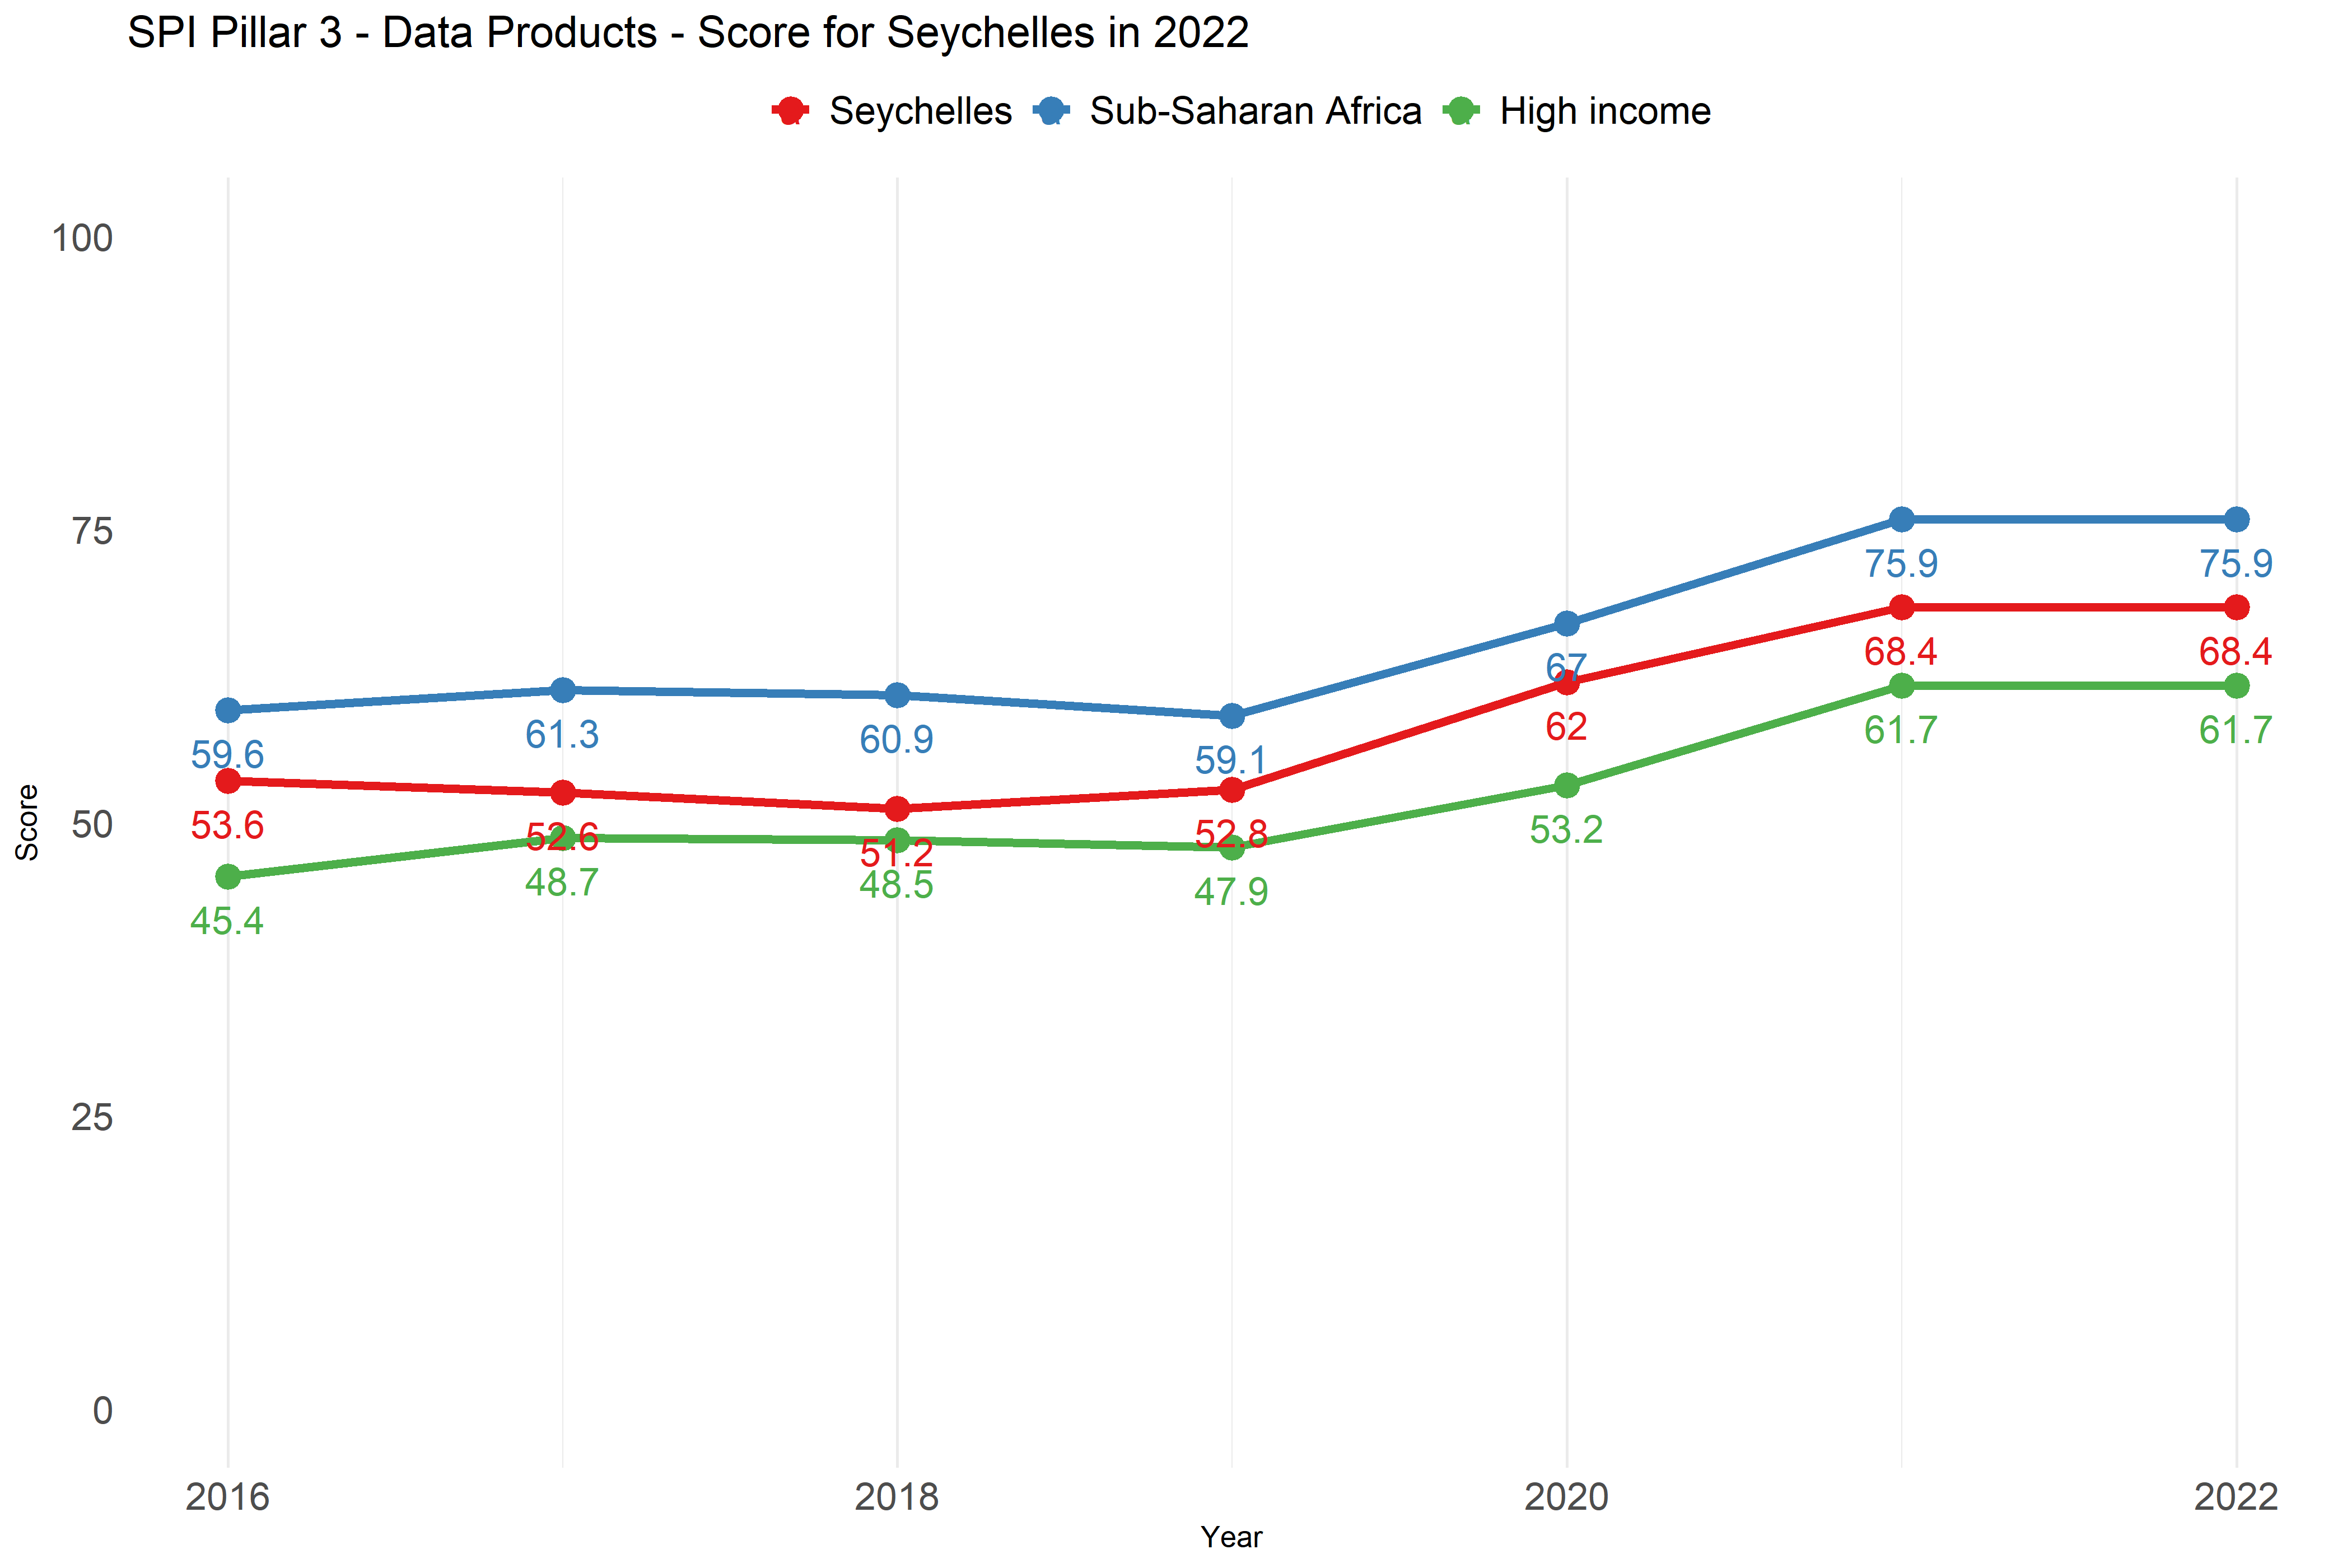 SPI Pillar 3 - Data Products - Score for Seychelles in 2022
Seychelles Sub-Saharan Africa High income
100
75
50
25
0
Score
75.9 75.9
67
68.4 68.4
59.6 61.3 60.9 59.1
62
61.7 61.7
53.6 52.6 51.2 52.8
53.2
45.4 48.7 48.5 47.9
2016 2018 2020 2022
Year